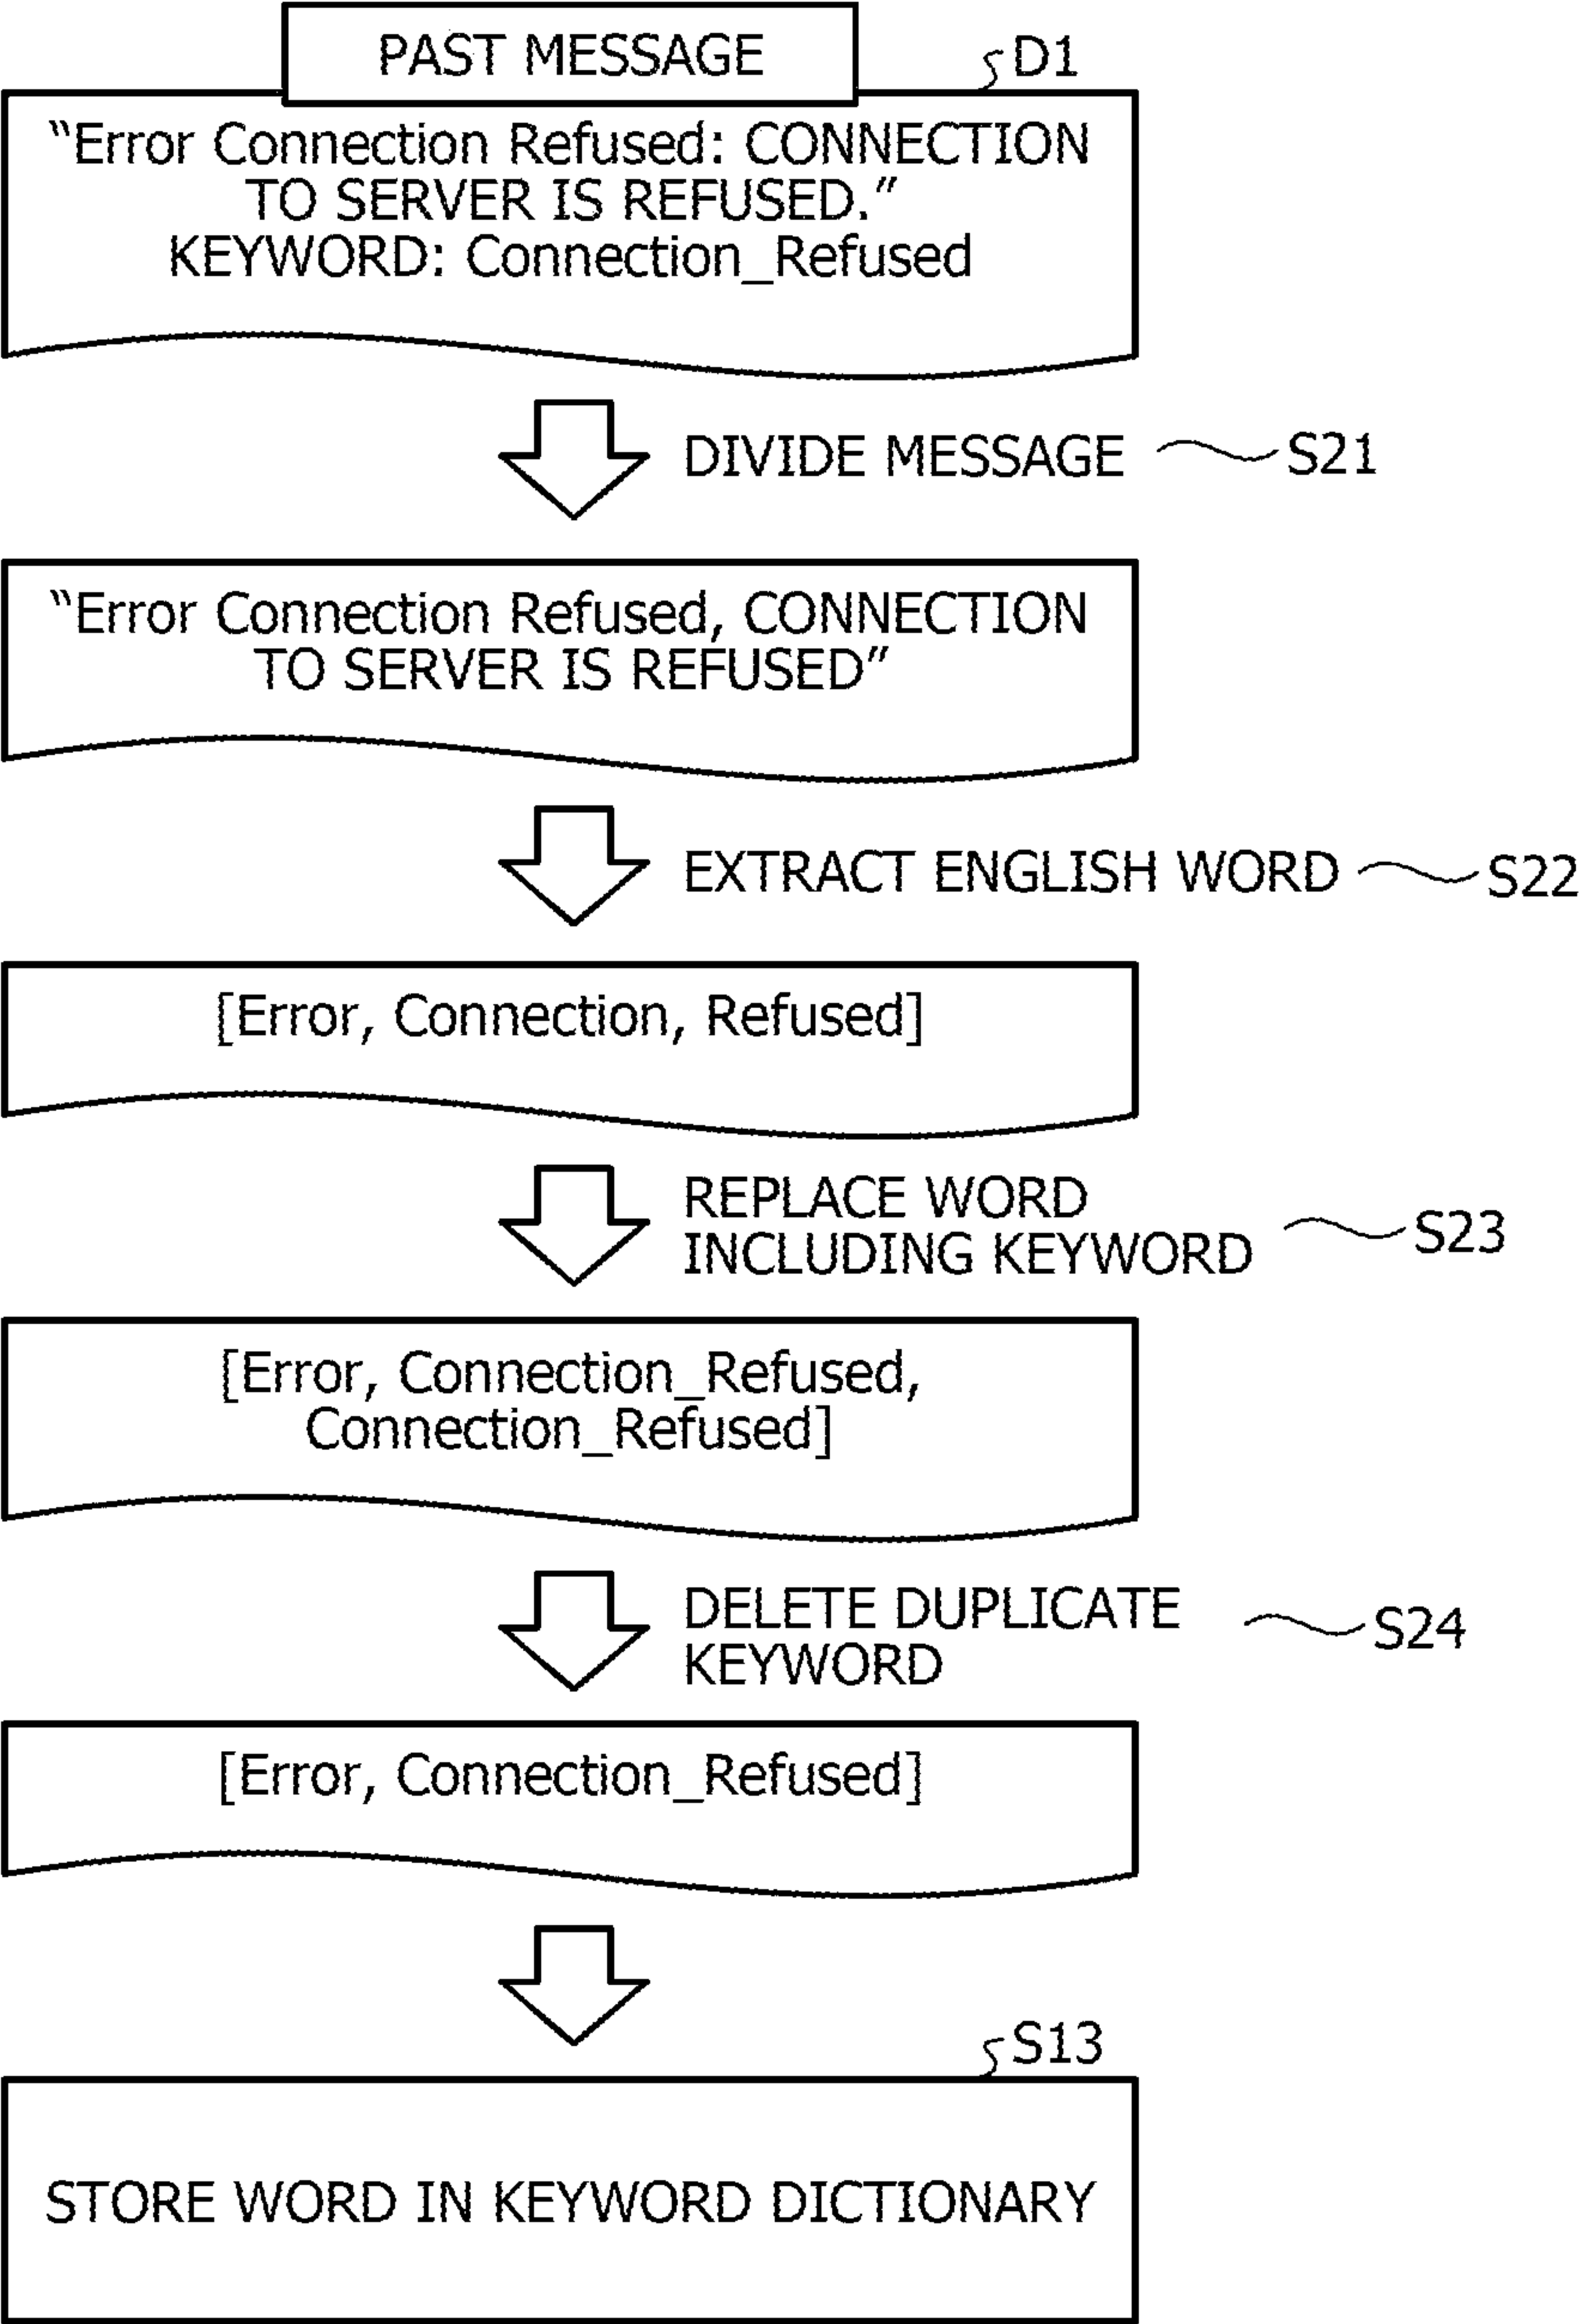 PAST MESSAGE
D1
“Error Connection Refused: CONNECTION
TO SERVER IS REFUSED.”
KEYWORD: Connection_Refused
DIVIDE MESSAGE
S21
“Error Connection Refused, CONNECTION
TO SERVER IS REFUSED”
EXTRACT ENGLISH WORD
S22
[Error, Connection, Refused]
REPLACE WORD
INCLUDING KEYWORD
S23
[Error, Connection_Refused,
Connection_Refused]
DELETE DUPLICATE
KEYWORD
S24
[Error, Connection_Refused]
S13
STORE WORD IN KEYWORD DICTIONARY